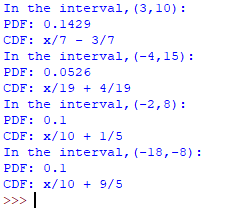 In the interval,(3,10):
PDF: 0.1429
CDF: x/7 - 3/7
In the interval,(-4,15):
PDF: 0.0526
CDF: x/19 + 4/19
In the interval,(-2,8):
PDF: 0.1
CDF: x/10 + 1/5
In the interval,(-18,-8):
PDF: 0.1
CDF: x/10 + 9/5
>>>